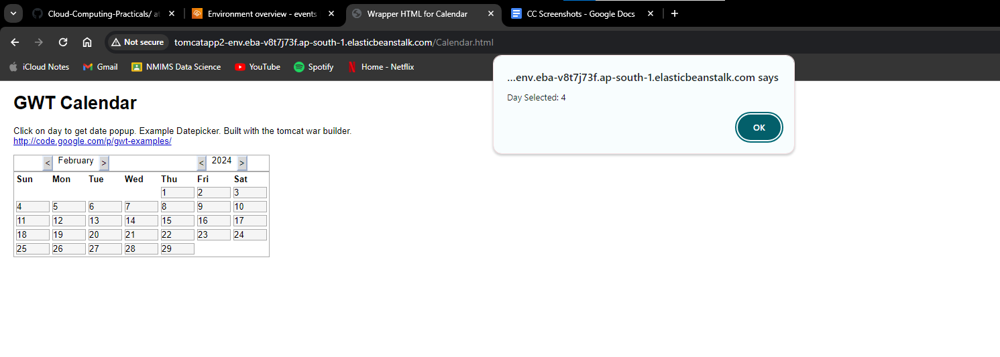 Cloud-Computing-Practicals/ at
Environment overview - events
Wrapper HTML for Calendar
CC Screenshots - Google Docs
Not secure
tomcatapp2-env.eba-v8t7j73f.ap-south-1.elasticbeanstalk.com/Calendar.html
iCloud Notes
Gmail
NMIMS Data Science
YouTube
Spotify
Home - Netflix
...env.eba-v8t7j73f.ap-south-1.elasticbeanstalk.com says
Day Selected: 4
OK
GWT Calendar
Click on day to get date popup. Example Datepicker. Built with the tomcat war builder.
http://code.google.com/p/gwt-examples/
< February > < 2024 >
Sun Mon Tue Wed Thu Fri Sat
1 2 3
4 5 6 7 8 9 10
11 12 13 14 15 16 17
18 19 20 21 22 23 24
25 26 27 28 29